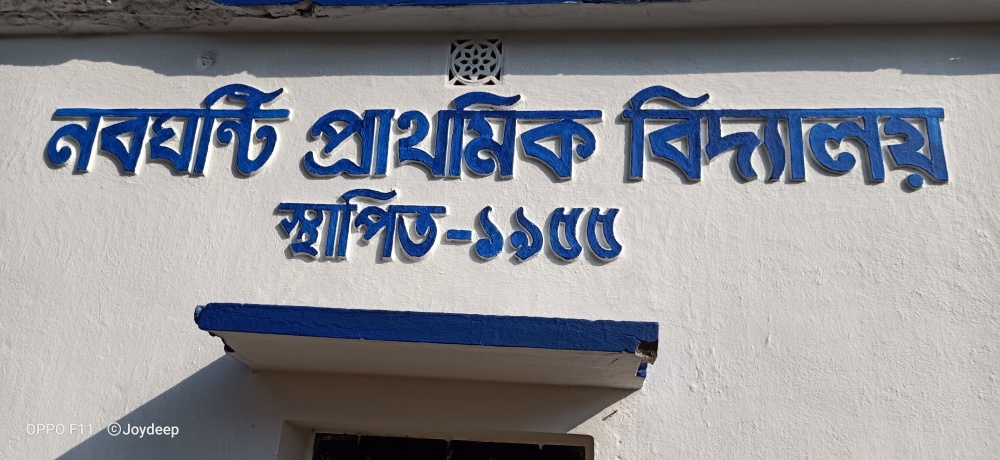 নবঘন্টি প্রাথমিক বিদ্যালয়
স্থাপিত-১৯৫৫
OPPO F11 ©Joydeep